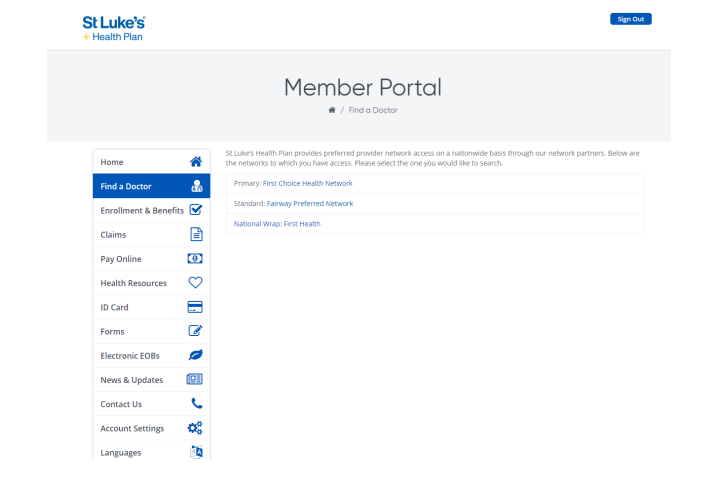 St Luke's
Health Plan
Sign Out
Member Portal
/ Find a Doctor
Home
Find a Doctor
Enrollment & Benefits
Claims
Pay Online
Health Resources
ID Card
Forms
Electronic EOBs
News & Updates
Contact Us
Account Settings
Languages
St Luke's Health Plan provides preferred provider network access on a nationwide basis through our network partners. Below are
the networks to which you have access. Please select the one you would like to search.
Primary: First Choice Health Network
Standard: Fairway Preferred Network
National Wrap: First Health